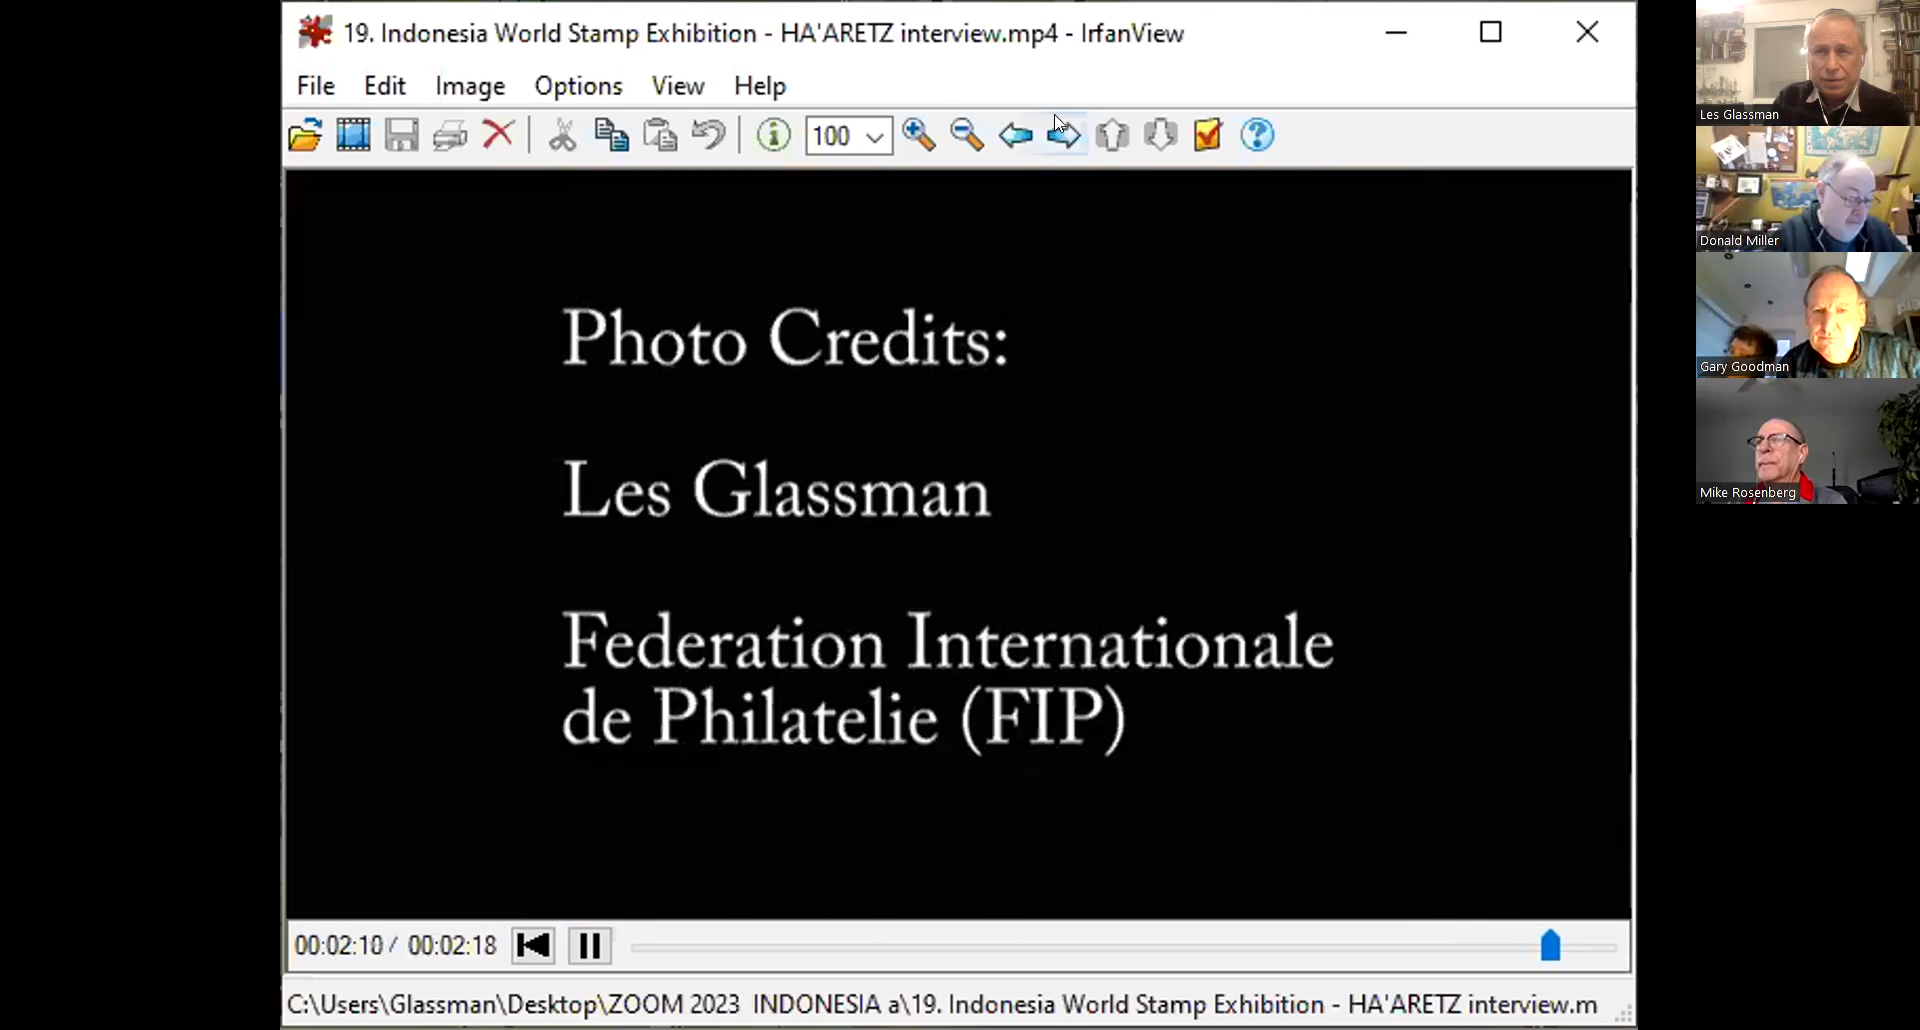 19. Indonesia World Stamp Exhibition - HA'ARETZ interview.mp4 - IrfanView
File Edit Image Options View Help
100
Photo Credits:
Les Glassman
Federation Internationale
de Philatelie (FIP)
00:02:10 / 00:02:18
C:\Users\Glassman\Desktop\ZOOM 2023  INDONESIA a\19. Indonesia World Stamp Exhibition - HA'ARETZ interview.m
Les Glassman
Donald Miller
Gary Goodman
Mike Rosenberg